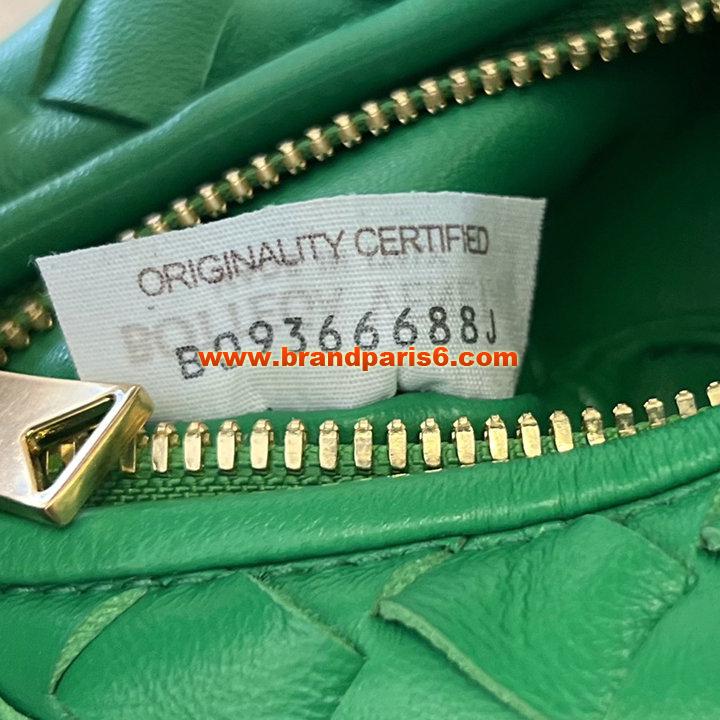 ORIGINALITY CERTIFIED
B09366688J
www.brandparis6.com